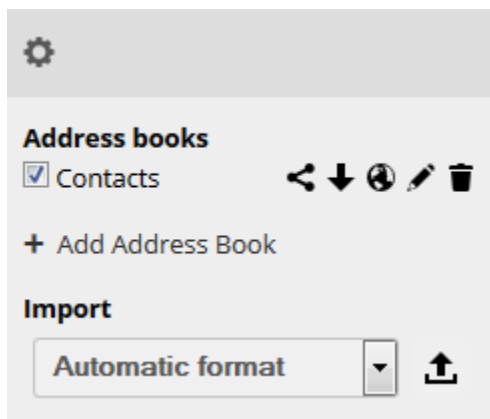 Address books
Contacts
+ Add Address Book
Import
Automatic format